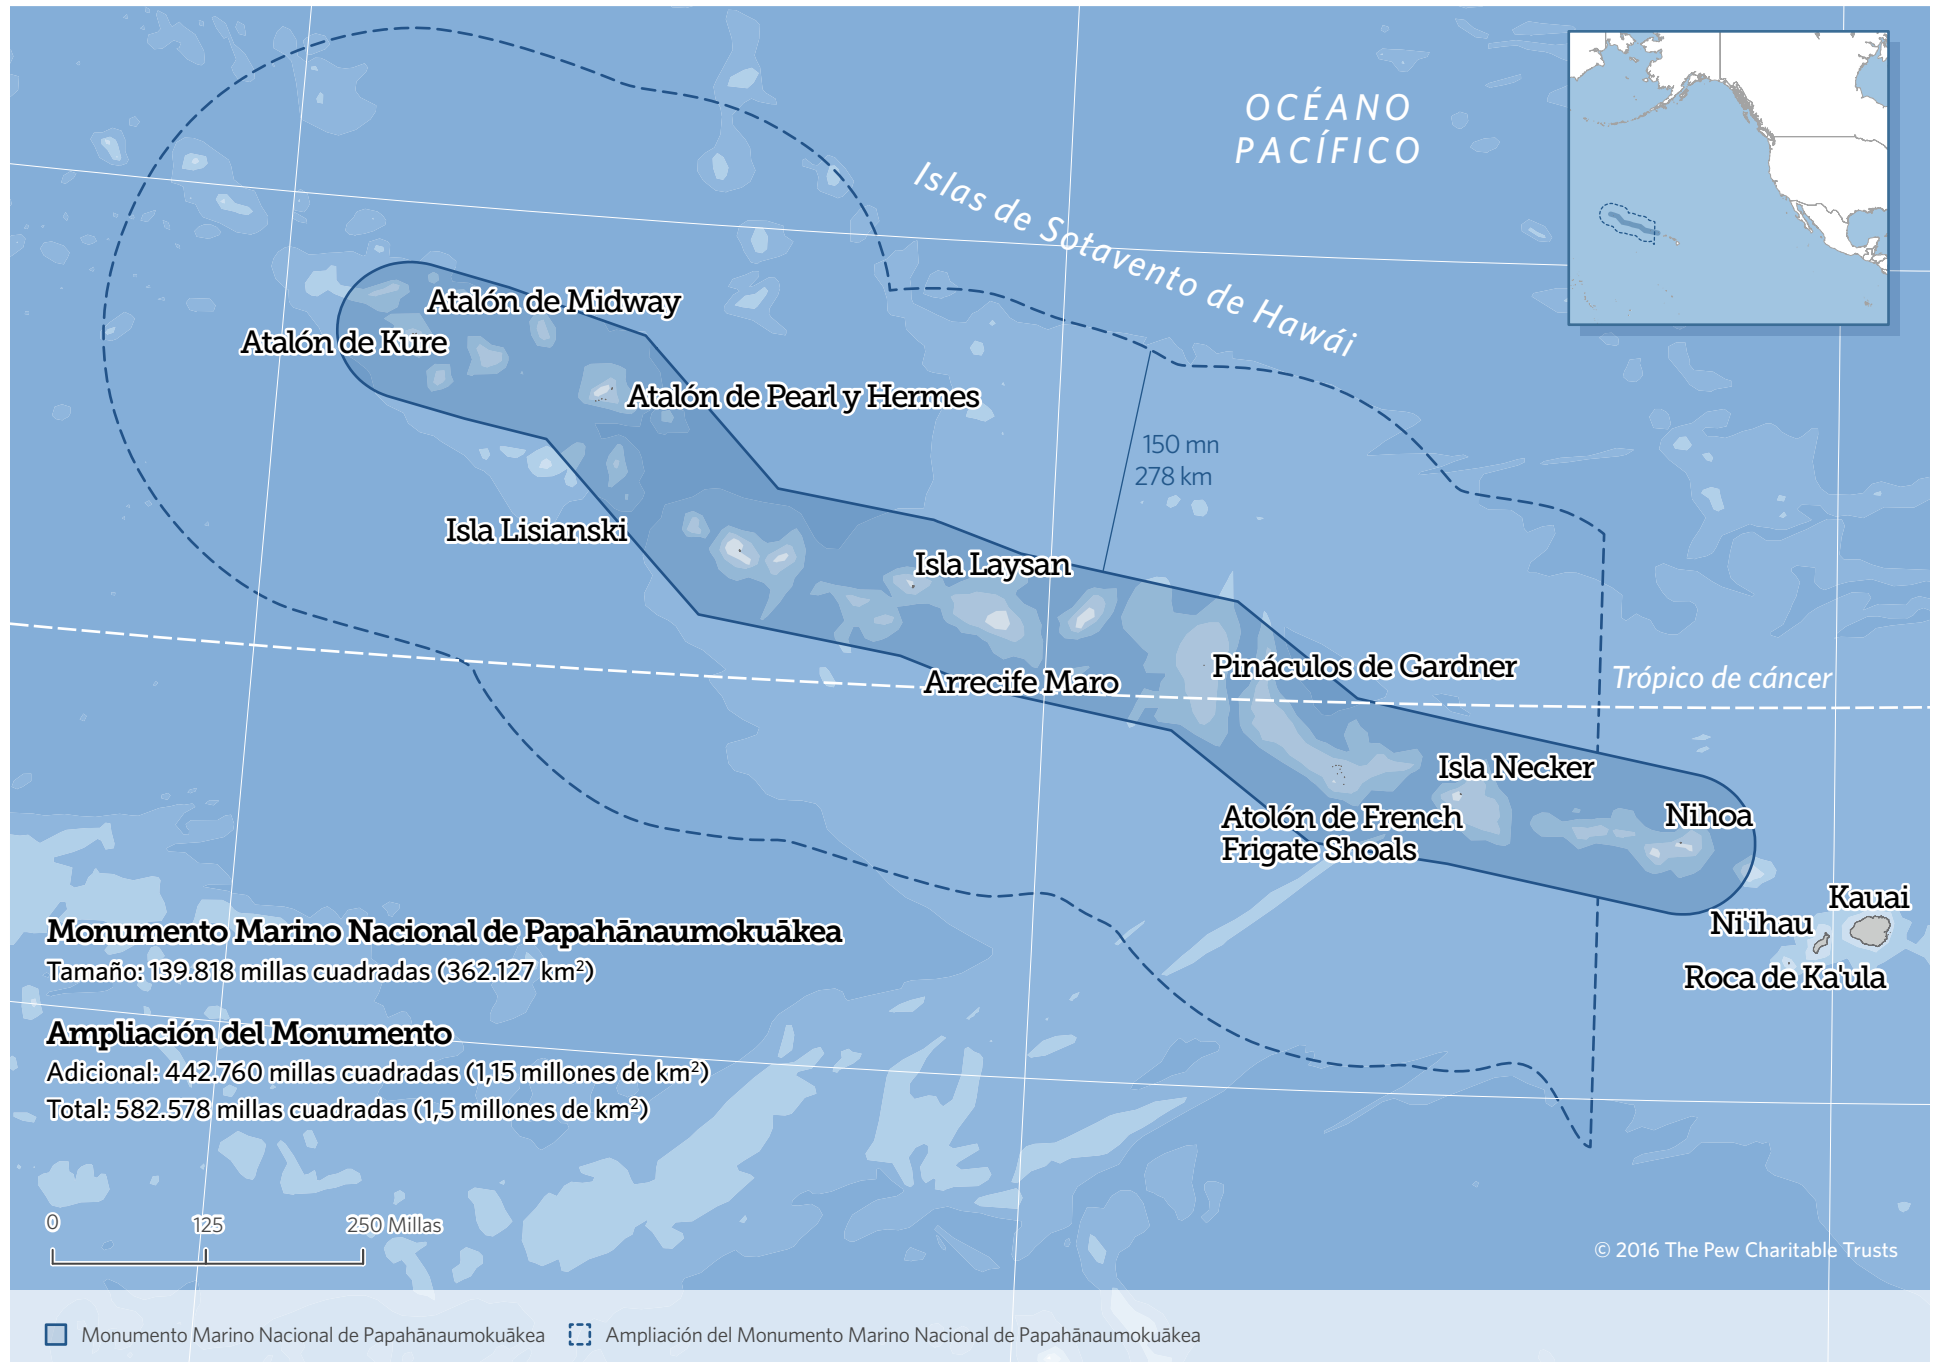 OCÉANO
PACÍFICO
Islas de Sotavento de Hawái
Atalón de Midway
Atalón de Kure
Atalón de Pearl y Hermes
150 mn
278 km
Isla Lisianski
Isla Laysan
Arrecife Maro
Pináculos de Gardner
Trópico de cáncer
Isla Necker
Atolón de French
Frigate Shoals
Nihoa
Kauai
Ni'ihau
Roca de Ka'ula
Monumento Marino Nacional de Papahānaumokuākea
Tamaño: 139.818 millas cuadradas (362.127 km²)
Ampliación del Monumento
Adicional: 442.760 millas cuadradas (1,15 millones de km²)
Total: 582.578 millas cuadradas (1,5 millones de km²)
0 125 250 Millas
© 2016 The Pew Charitable Trusts
Monumento Marino Nacional de Papahānaumokuākea Ampliación del Monumento Marino Nacional de Papahānaumokuākea